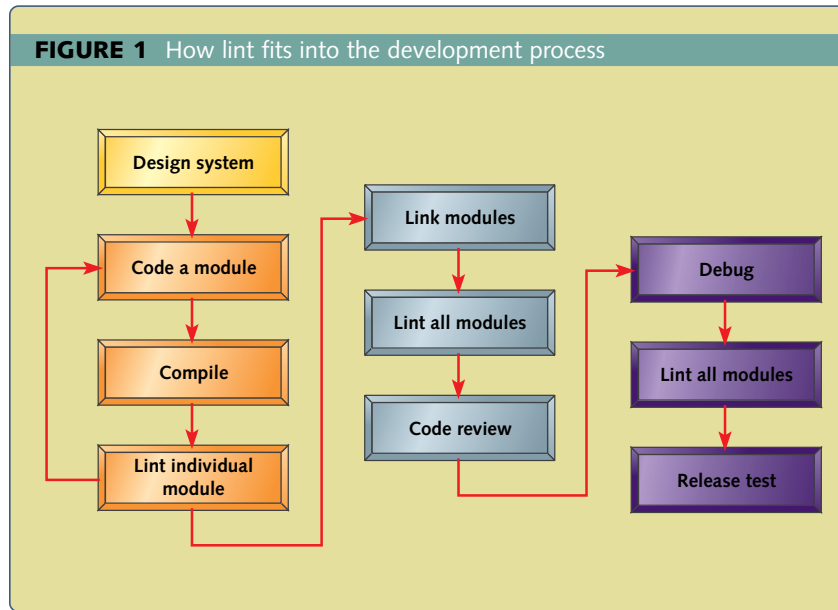 FIGURE 1 How lint fits into the development process
Design system
Code a module
Compile
Lint individual
module
Link modules
Lint all modules
Code review
Debug
Lint all modules
Release test